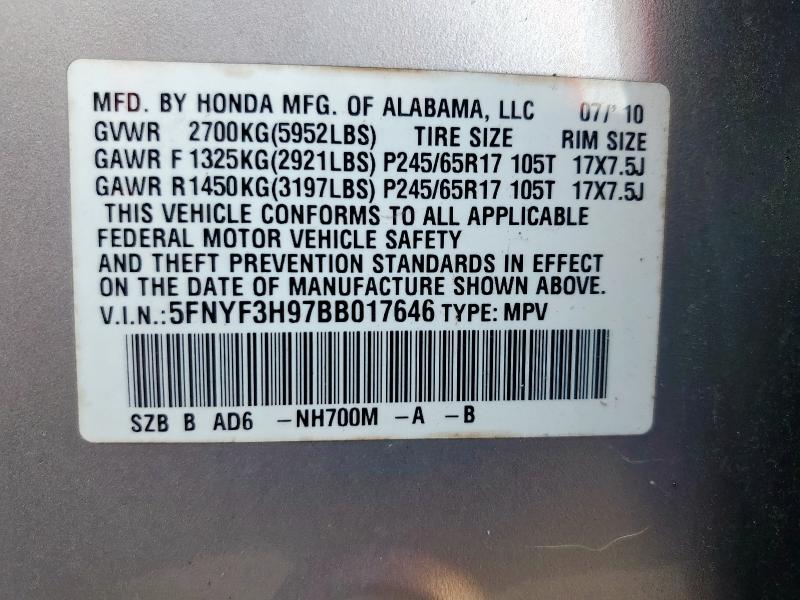 MFD. BY HONDA MFG. OF ALABAMA, LLC 07/'10
GVWR 2700KG(5952LBS) TIRE SIZE RIM SIZE
GAWR F 1325KG(2921LBS) P245/65R17 105T 17X7.5J
GAWR R1450KG(3197LBS) P245/65R17 105T 17X7.5J
THIS VEHICLE CONFORMS TO ALL APPLICABLE
FEDERAL MOTOR VEHICLE SAFETY
AND THEFT PREVENTION STANDARDS IN EFFECT
ON THE DATE OF MANUFACTURE SHOWN ABOVE.
V.I.N.: 5FNYF3H97BB017646 TYPE: MPV
SZB B AD6 -NH700M -A -B